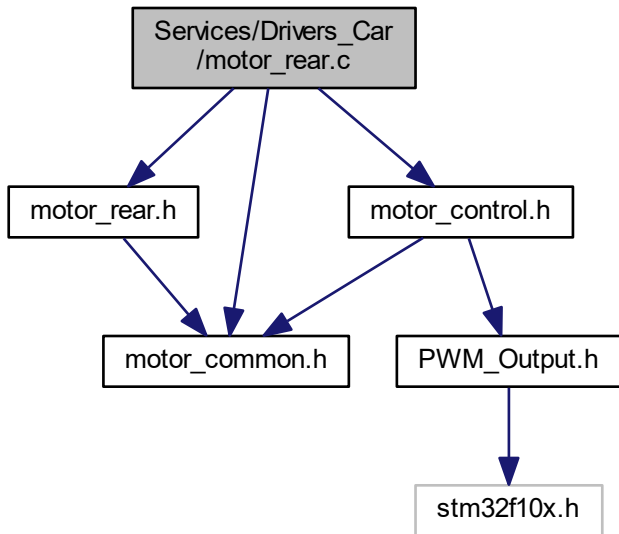 Services/Drivers_Car
/motor_rear.c
motor_rear.h
motor_control.h
motor_common.h
PWM_Output.h
stm32f10x.h